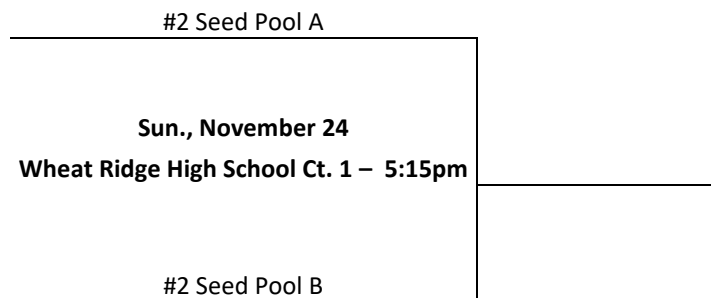 #2 Seed Pool A
Sun., November 24
Wheat Ridge High School Ct. 1 – 5:15pm
#2 Seed Pool B